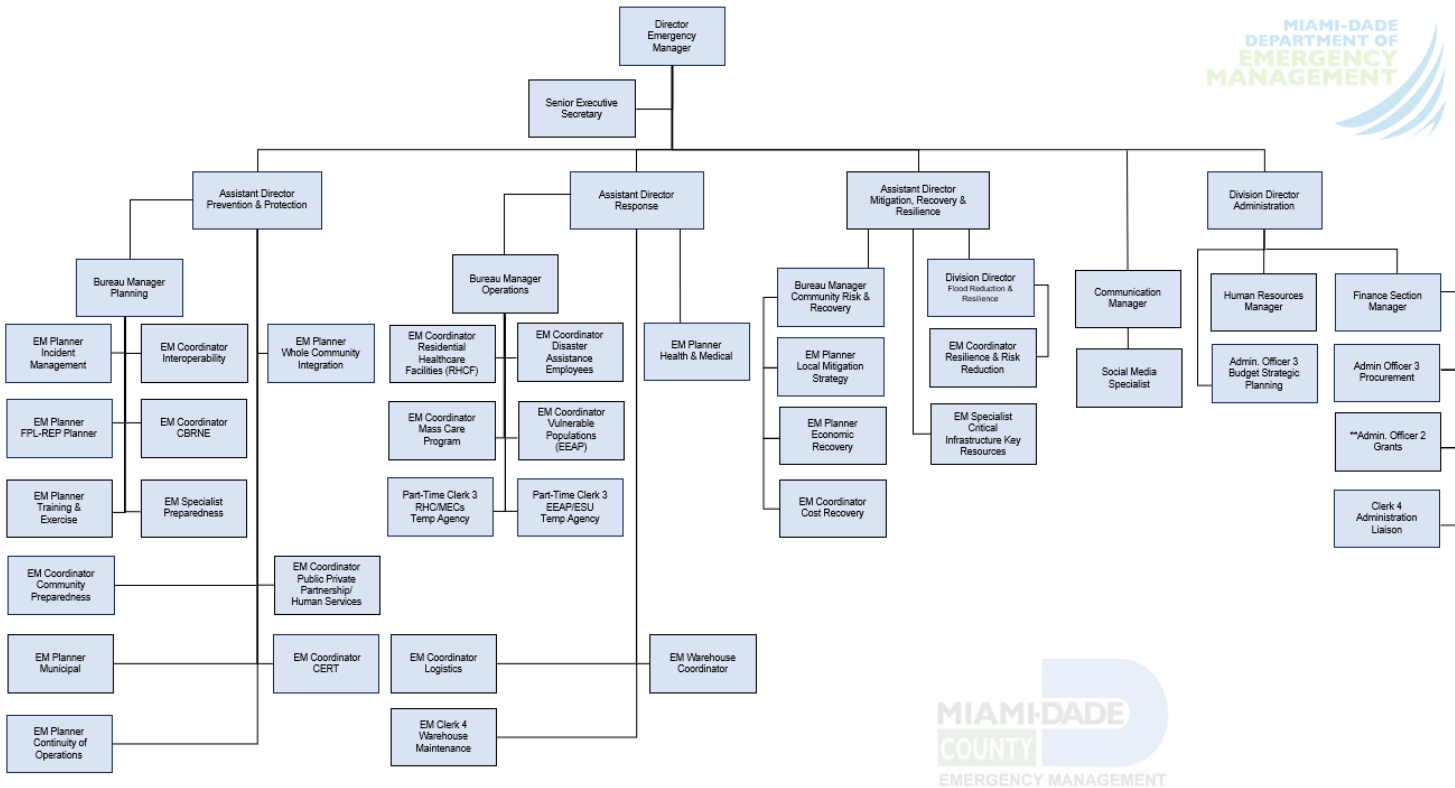 Director
Emergency
Manager
MIAMI-DADE
DEPARTMENT OF
EMERGENCY
MANAGEMENT
Senior Executive
Secretary
Assistant Director
Prevention & Protection
Assistant Director
Response
Assistant Director
Mitigation, Recovery &
Resilience
Division Director
Administration
Bureau Manager
Planning
Bureau Manager
Operations
Bureau Manager
Community Risk &
Recovery
Division Director
Flood Reduction &
Resilience
Communication
Manager
Human Resources
Manager
Finance Section
Manager
EM Planner
Incident
Management
EM Coordinator
Interoperability
EM Planner
Whole Community
Integration
EM Coordinator
Residential
Healthcare
Facilities (RHCF)
EM Coordinator
Disaster
Assistance
Employees
EM Planner
Health & Medical
EM Planner
Local Mitigation
Strategy
EM Coordinator
Resilience & Risk
Reduction
Social Media
Specialist
Admin. Officer 3
Budget Strategic
Planning
Admin Officer 3
Procurement
EM Planner
FPL-REP Planner
EM Coordinator
CBRNE
EM Coordinator
Mass Care
Program
EM Coordinator
Vulnerable
Populations
(EEAP)
EM Planner
Economic
Recovery
EM Specialist
Critical
Infrastructure Key
Resources
**Admin. Officer 2
Grants
EM Planner
Training &
Exercise
EM Specialist
Preparedness
Part-Time Clerk 3
RHC/MECs
Temp Agency
Part-Time Clerk 3
EEAP/ESU
Temp Agency
EM Coordinator
Cost Recovery
Clerk 4
Administration
Liaison
EM Coordinator
Community
Preparedness
EM Coordinator
Public Private
Partnership/
Human Services
EM Planner
Municipal
EM Coordinator
CERT
EM Coordinator
Logistics
EM Warehouse
Coordinator
EM Planner
Continuity of
Operations
EM Clerk 4
Warehouse
Maintenance
MIAMI-DADE
COUNTY
EMERGENCY MANAGEMENT